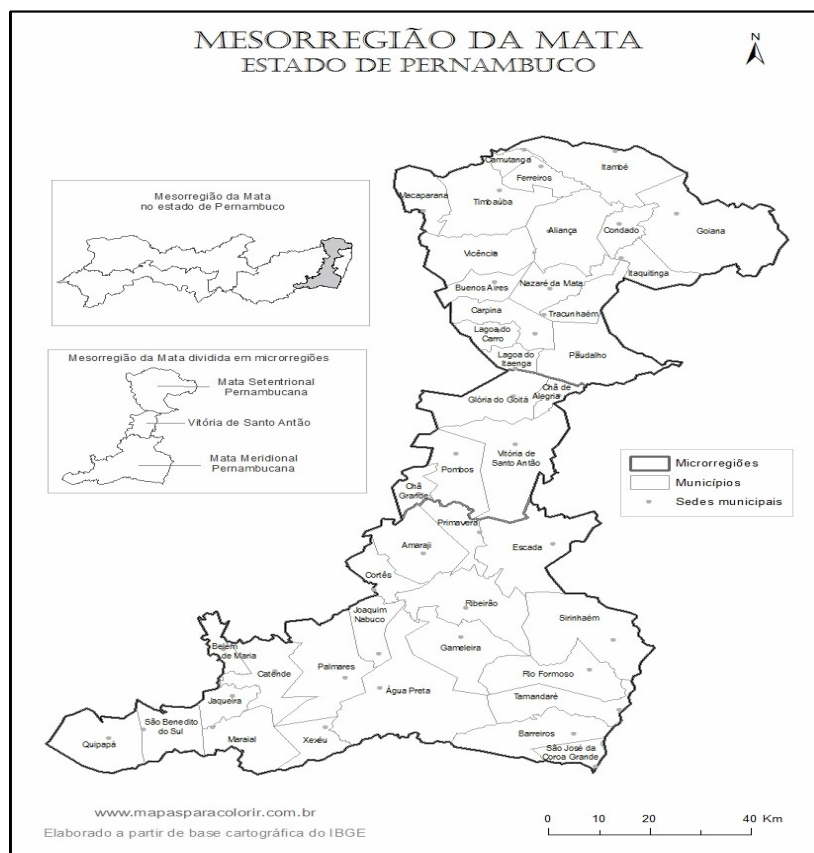 MESORREGIÃO DA MATA
ESTADO DE PERNAMBUCO
N
Mesorregião da Mata
no estado de Pernambuco
Mesorregião da Mata dividida em microrregiões
Mata Setentrional
Pernambucana
Vitória de Santo Antão
Mata Meridional
Pernambucana
Camutanga
Ferreiros
Itambé
Macaparana
Timbaúba
Aliança
Condado
Goiana
Vicência
Itaquitinga
Buenos Aires
Nazaré da Mata
Carpina
Tracunhaém
Lagoa do
Carro
Lagoa do
Itaenga
Paudalho
Chã de
Alegria
Glória do Goitá
Vitória de
Santo Antão
Pombos
Chã
Grande
Primavera
Amaraji
Escada
Cortês
Joaquim
Nabuco
Ribeirão
Sirinhaém
Gameleira
Belém
de Maria
Catende
Palmares
Rio Formoso
Jaqueira
Água Preta
Tamandaré
São Benedito
do Sul
Quipapá
Maraial
Xexéu
Barreiros
São José da
Coroa Grande
Microrregiões
Municípios
Sedes municipais
www.mapasparacolorir.com.br
Elaborado a partir de base cartográfica do IBGE
0 10 20 40 Km